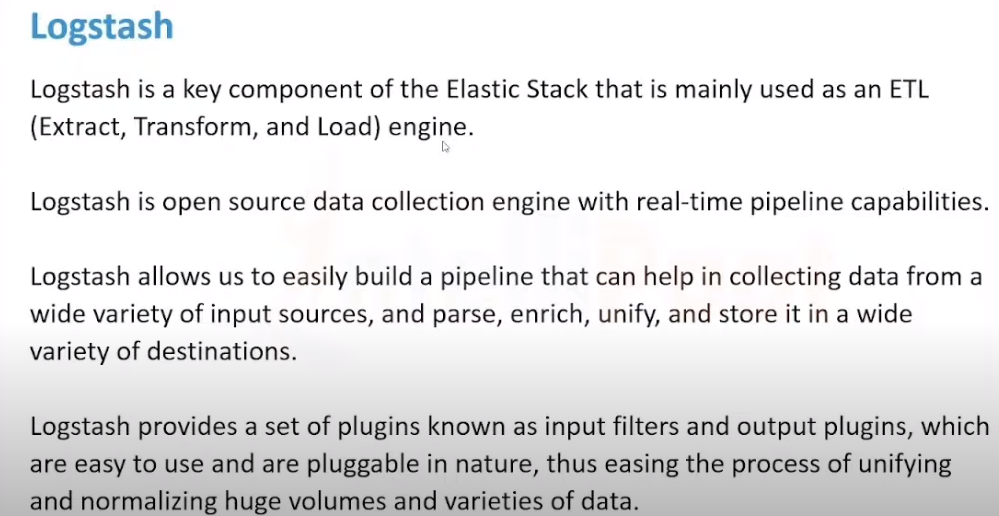 Logstash
Logstash is a key component of the Elastic Stack that is mainly used as an ETL
(Extract, Transform, and Load) engine.
Logstash is open source data collection engine with real-time pipeline capabilities.
Logstash allows us to easily build a pipeline that can help in collecting data from a
wide variety of input sources, and parse, enrich, unify, and store it in a wide
variety of destinations.
Logstash provides a set of plugins known as input filters and output plugins, which
are easy to use and are pluggable in nature, thus easing the process of unifying
and normalizing huge volumes and varieties of data.